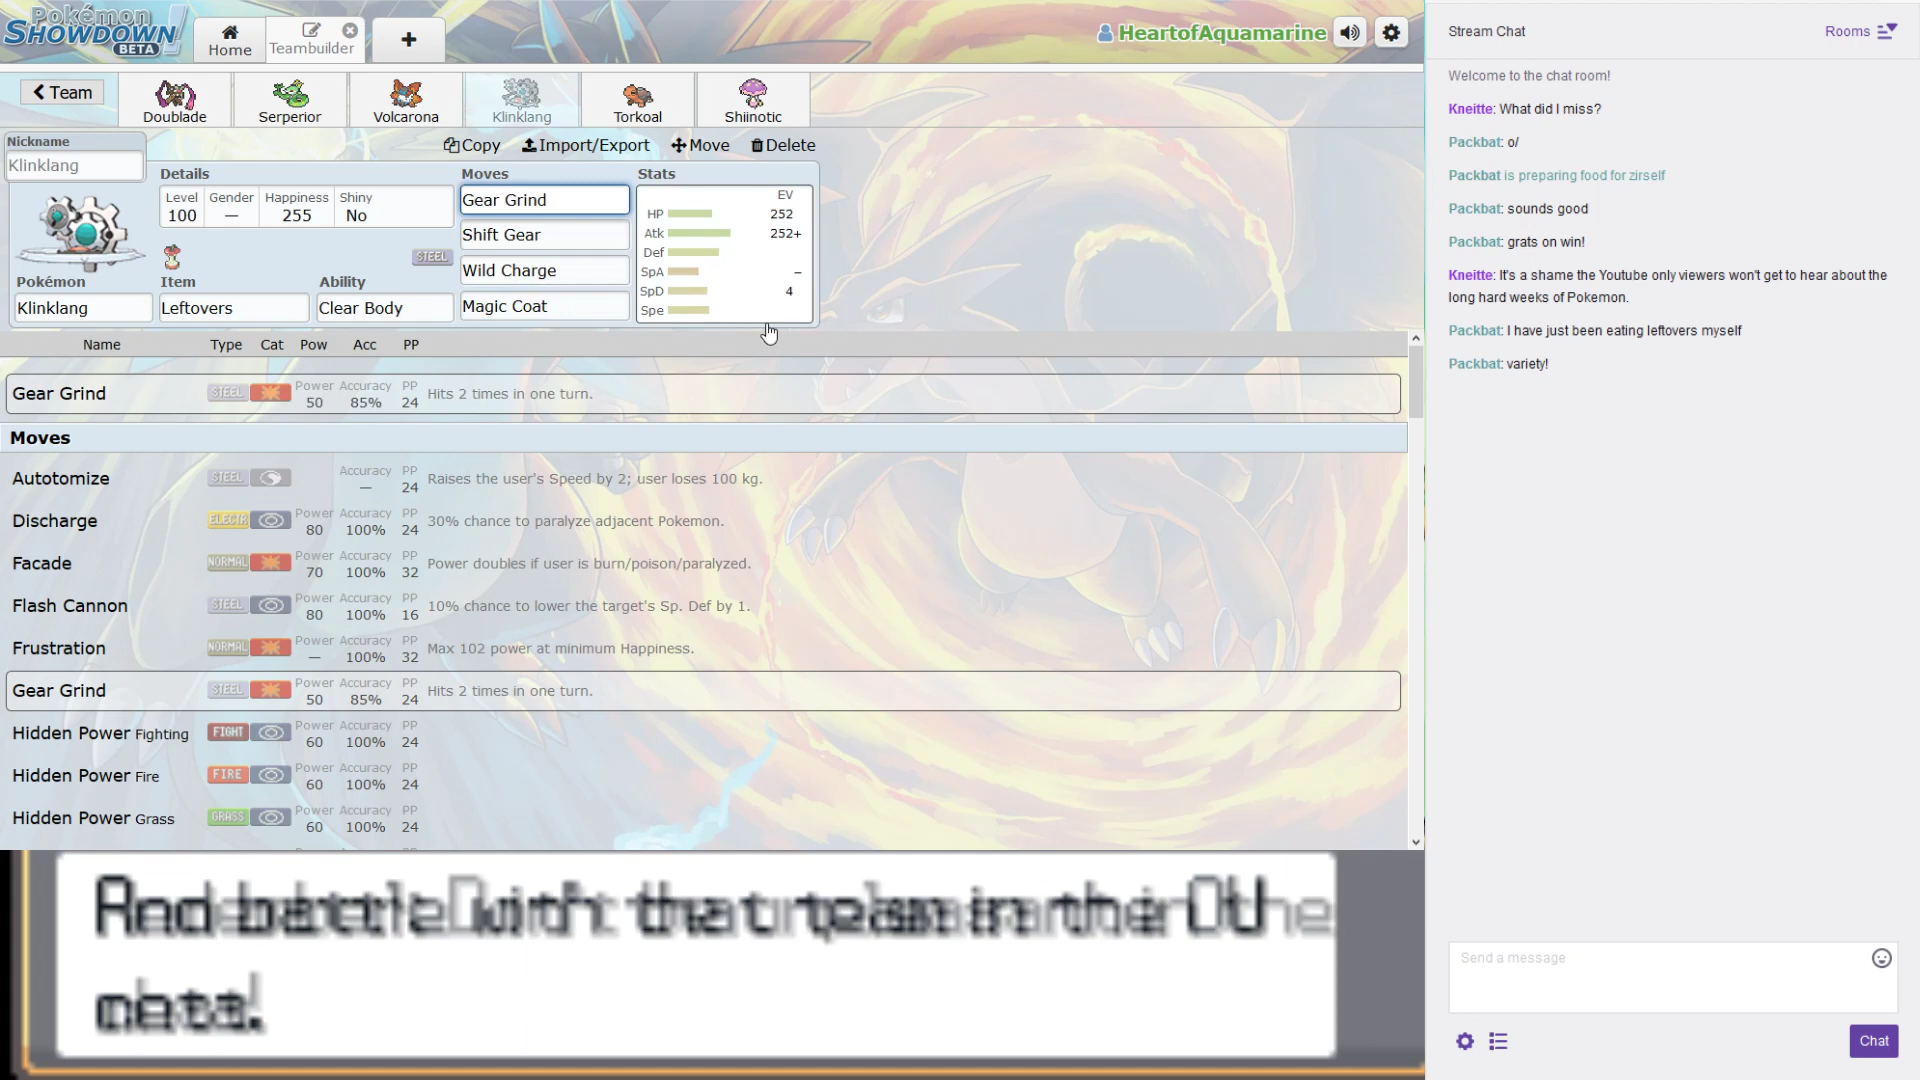 Pokémon
SHOWDOWN!
BETA
Home
Teambuilder
+
HeartofAquamarine
Team
Doublade
Serperior
Volcarona
Klinklang
Torkoal
Shiinotic
Nickname
Klinklang
Copy
Import/Export
Move
Delete
Details
Moves
Stats
Level
Gender
Happiness
Shiny
100
—
255
No
STEEL
Pokémon
Item
Ability
Klinklang
Leftovers
Clear Body
Gear Grind
Shift Gear
Wild Charge
Magic Coat
EV
HP 252
Atk 252+
Def
SpA –
SpD 4
Spe
Name Type Cat Pow Acc PP
Gear Grind STEEL Power 50 Accuracy 85% PP 24 Hits 2 times in one turn.
Moves
Autotomize STEEL Accuracy — PP 24 Raises the user's Speed by 2; user loses 100 kg.
Discharge ELECTR Power 80 Accuracy 100% PP 24 30% chance to paralyze adjacent Pokemon.
Facade NORMAL Power 70 Accuracy 100% PP 32 Power doubles if user is burn/poison/paralyzed.
Flash Cannon STEEL Power 80 Accuracy 100% PP 16 10% chance to lower the target's Sp. Def by 1.
Frustration NORMAL Power — Accuracy 100% PP 32 Max 102 power at minimum Happiness.
Gear Grind STEEL Power 50 Accuracy 85% PP 24 Hits 2 times in one turn.
Hidden Power Fighting FIGHT Power 60 Accuracy 100% PP 24
Hidden Power Fire FIRE Power 60 Accuracy 100% PP 24
Hidden Power Grass GRASS Power 60 Accuracy 100% PP 24
And battle with that team in the
Stream Chat
Rooms
Welcome to the chat room!
Kneitte: What did I miss?
Packbat: o/
Packbat is preparing food for zirself
Packbat: sounds good
Packbat: grats on win!
Kneitte: It's a shame the Youtube only viewers won't get to hear about the
long hard weeks of Pokemon.
Packbat: I have just been eating leftovers myself
Packbat: variety!
Send a message
Chat